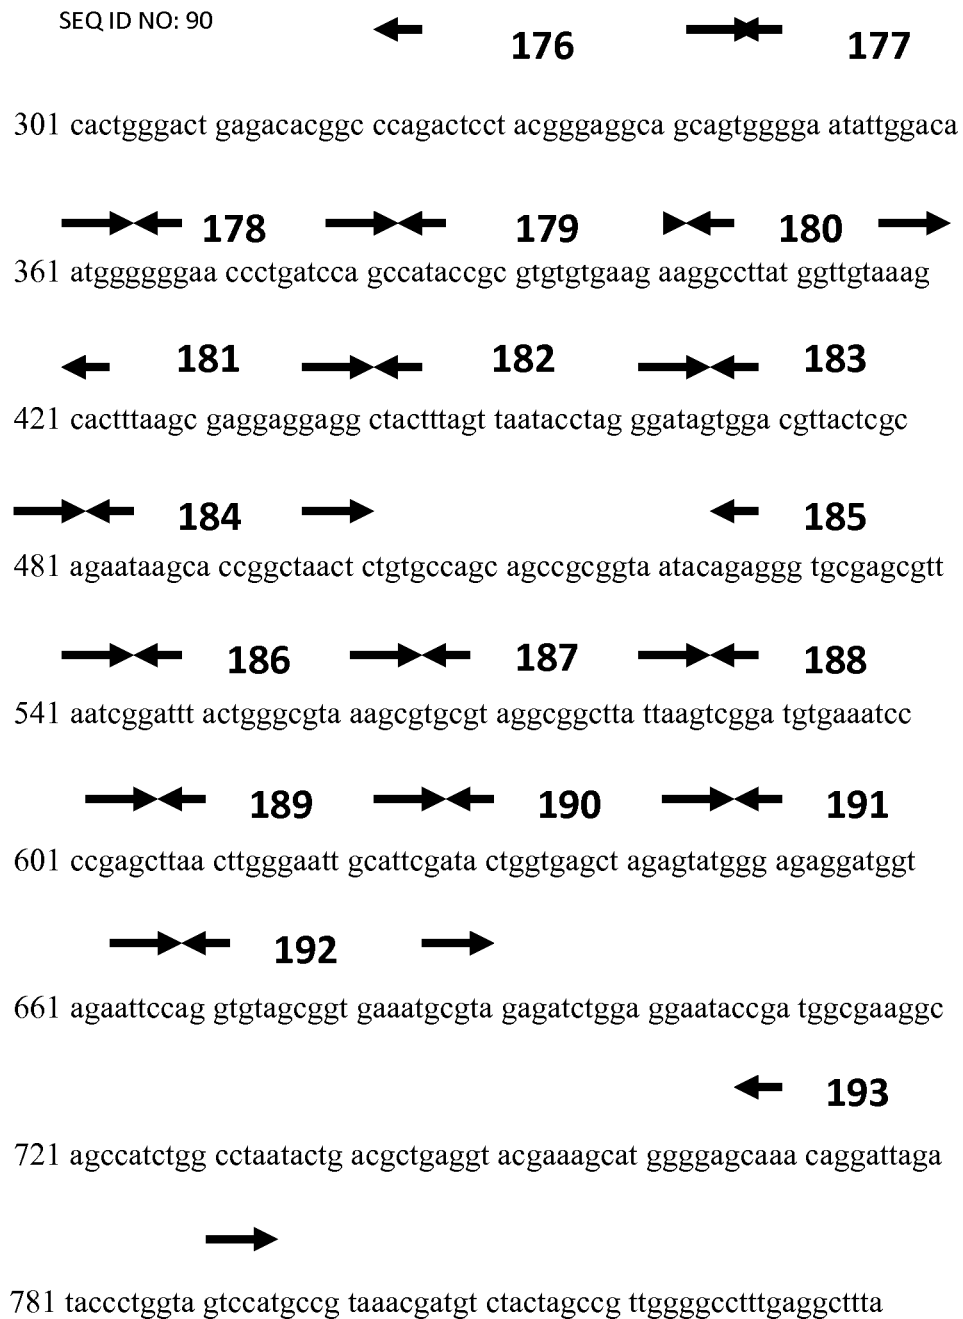 SEQ ID NO: 90
176 177
301 cactgggact gagacacggc ccagactcct acgggaggca gcagtgggga atattggaca
178 179 180
361 atggggggaa ccctgatcca gccataccgc gtgtgtgaag aaggccttat ggttgtaaag
181 182 183
421 cactttaagc gaggaggagg ctactttagt taatacctag ggatagtgga cgttactcgc
184 185
481 agaataagca ccggctaact ctgtgccagc agccgcggta atacagaggg tgcgagcgtt
186 187 188
541 aatcggattt actgggcgta aagcgtgcgt aggcggctta ttaagtcgga tgtgaaatcc
189 190 191
601 ccgagcttaa cttgggaatt gcattcgata ctggtgagct agagtatggg agaggatggt
192
661 agaattccag gtgtagcggt gaaatgcgta gagatctgga ggaataccga tggcgaaggc
193
721 agccatctgg cctaatactg acgctgaggt acgaaagcat ggggagcaaa caggattaga
781 taccctggta gtccatgccg taaacgatgt ctactagccg ttggggcctttgaggcttta